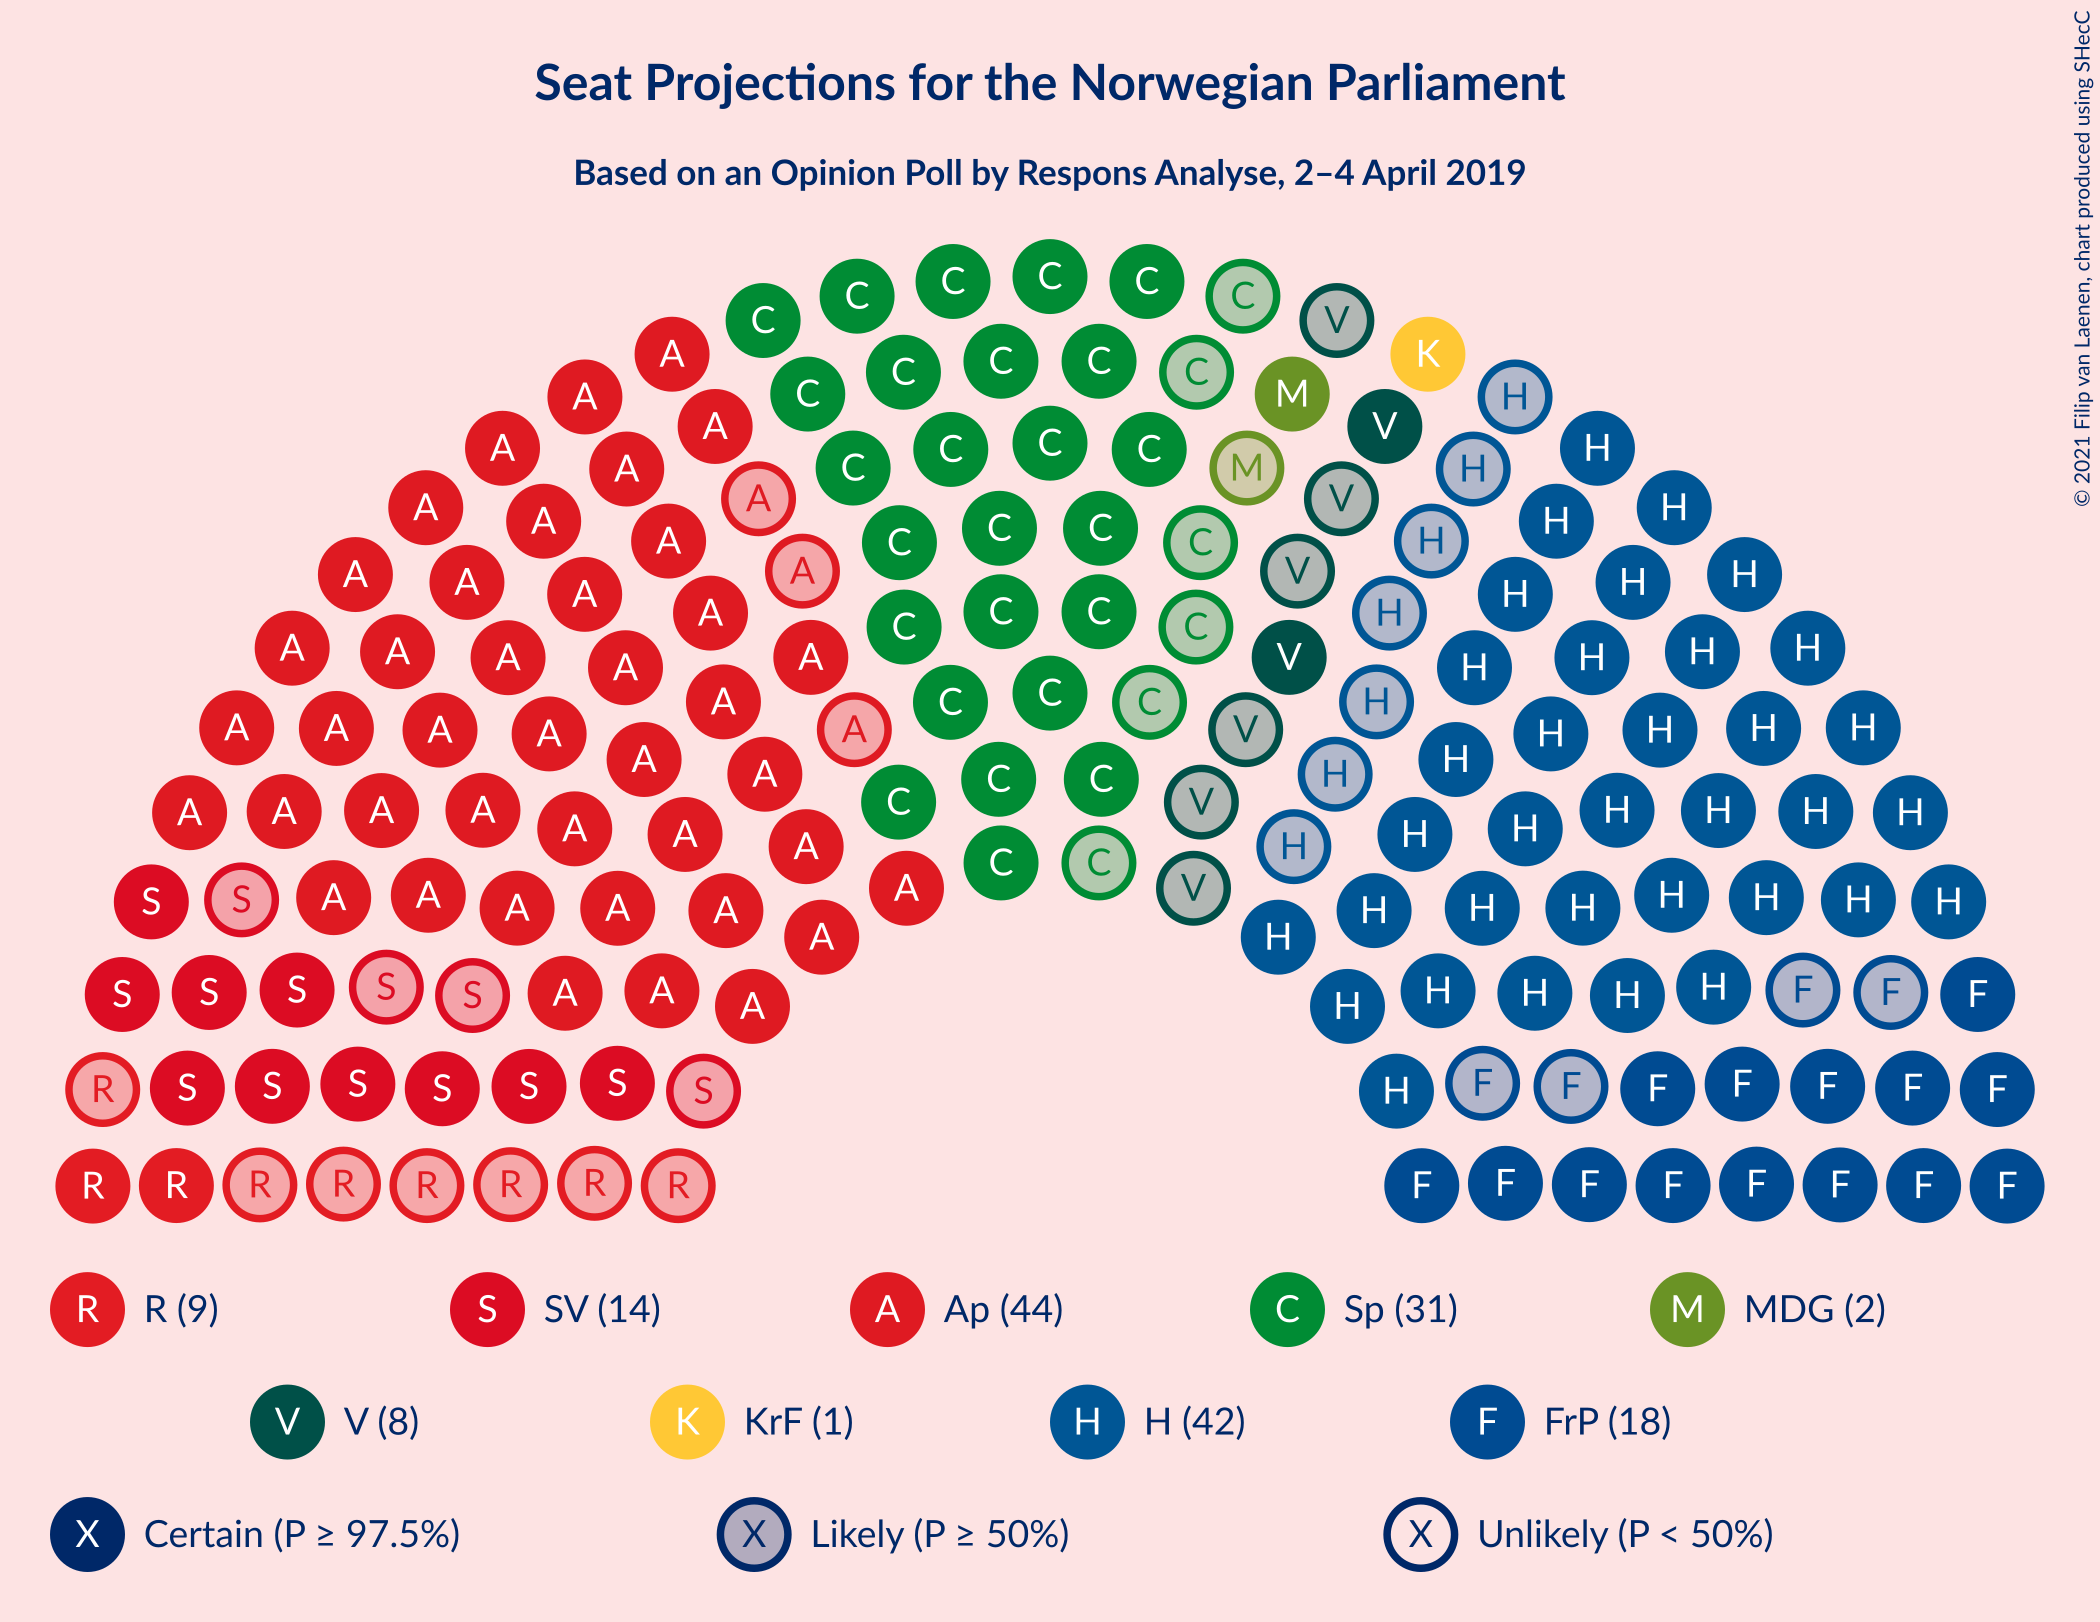 Seat Projections for the Norwegian Parliament
Based on an Opinion Poll by Respons Analyse, 2–4 April 2019
© 2021 Filip van Laenen, chart produced using SHecC
C C C C C C V K H
A C C C C C M V H H
A A A C C C C M V H H
A A A A C C C C V H H H
A A A A A C C C C V H H H H
A A A A A A C C C V H H H H H
A A A A A A A C C C V H H H H H H
A A A A A A A A C C V H H H H H H H
S S A A A A A A H H H H H H H H
S S S S S A A A H H H H H F F F
R S S S S S S S H F F F F F F F
R R R R R R R R F F F F F F F F
R R (9) S SV (14) A Ap (44) C Sp (31) M MDG (2)
V V (8) K KrF (1) H H (42) F FrP (18)
X Certain (P ≥ 97.5%) X Likely (P ≥ 50%) X Unlikely (P < 50%)